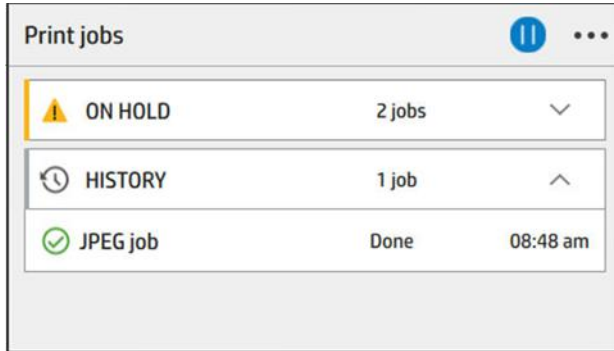 Print jobs
ON HOLD 2 jobs
HISTORY 1 job
JPEG job Done 08:48 am